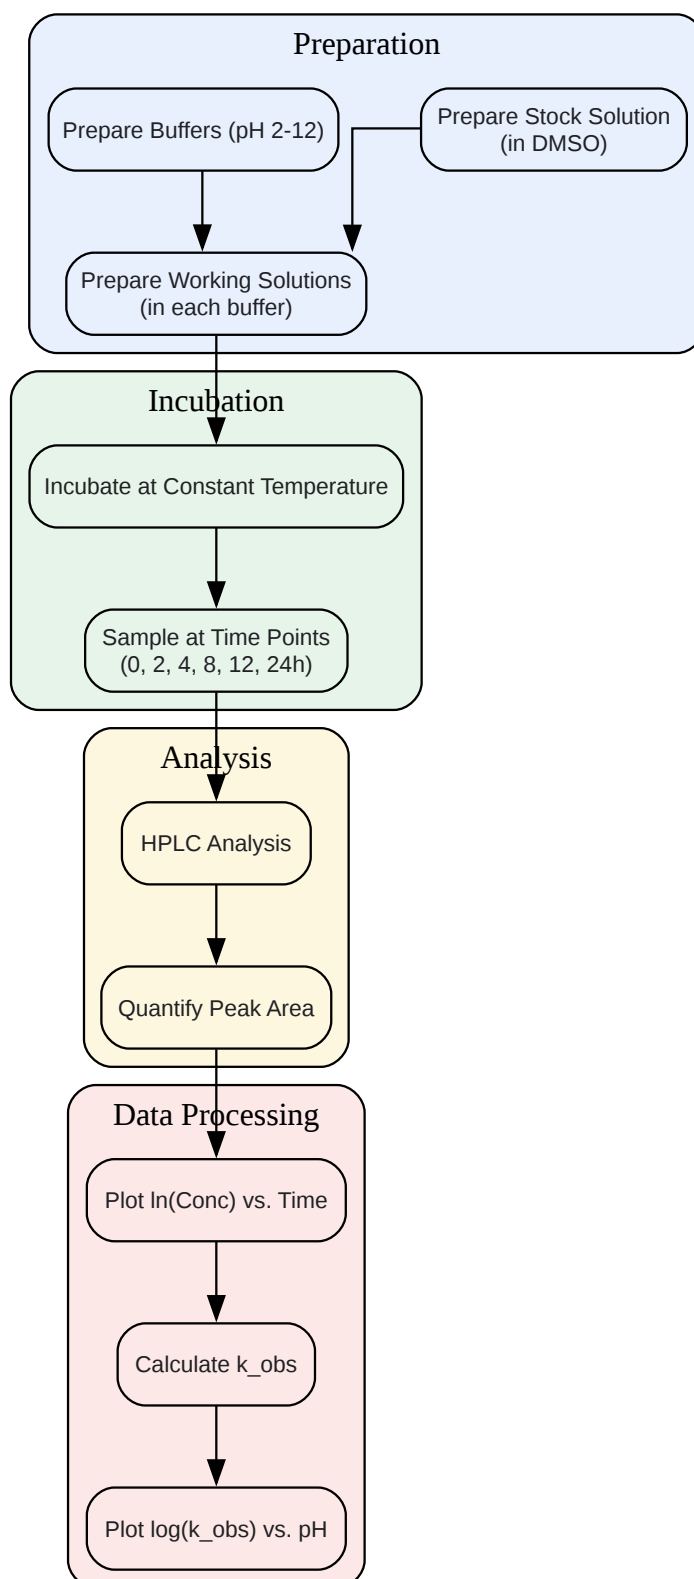 Preparation
Prepare Buffers (pH 2-12)
Prepare Stock Solution
(in DMSO)
Prepare Working Solutions
(in each buffer)
Incubation
Incubate at Constant Temperature
Sample at Time Points
(0, 2, 4, 8, 12, 24h)
Analysis
HPLC Analysis
Quantify Peak Area
Data Processing
Plot ln(Conc) vs. Time
Calculate k_obs
Plot log(k_obs) vs. pH